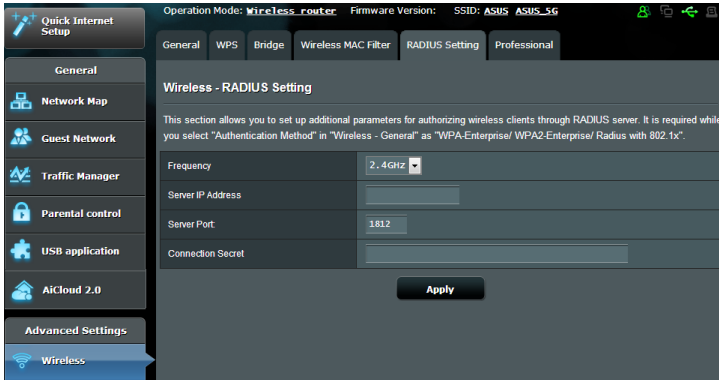 Quick Internet
Setup
Operation Mode: Wireless router Firmware Version: SSID: ASUS ASUS_5G
General WPS Bridge Wireless MAC Filter RADIUS Setting Professional
General
Network Map
Guest Network
Traffic Manager
Parental control
USB application
AiCloud 2.0
Advanced Settings
Wireless
Wireless - RADIUS Setting
This section allows you to set up additional parameters for authorizing wireless clients through RADIUS server. It is required while
you select "Authentication Method" in "Wireless - General" as "WPA-Enterprise/ WPA2-Enterprise/ Radius with 802.1x".
Frequency 2.4GHz
Server IP Address
Server Port: 1812
Connection Secret
Apply